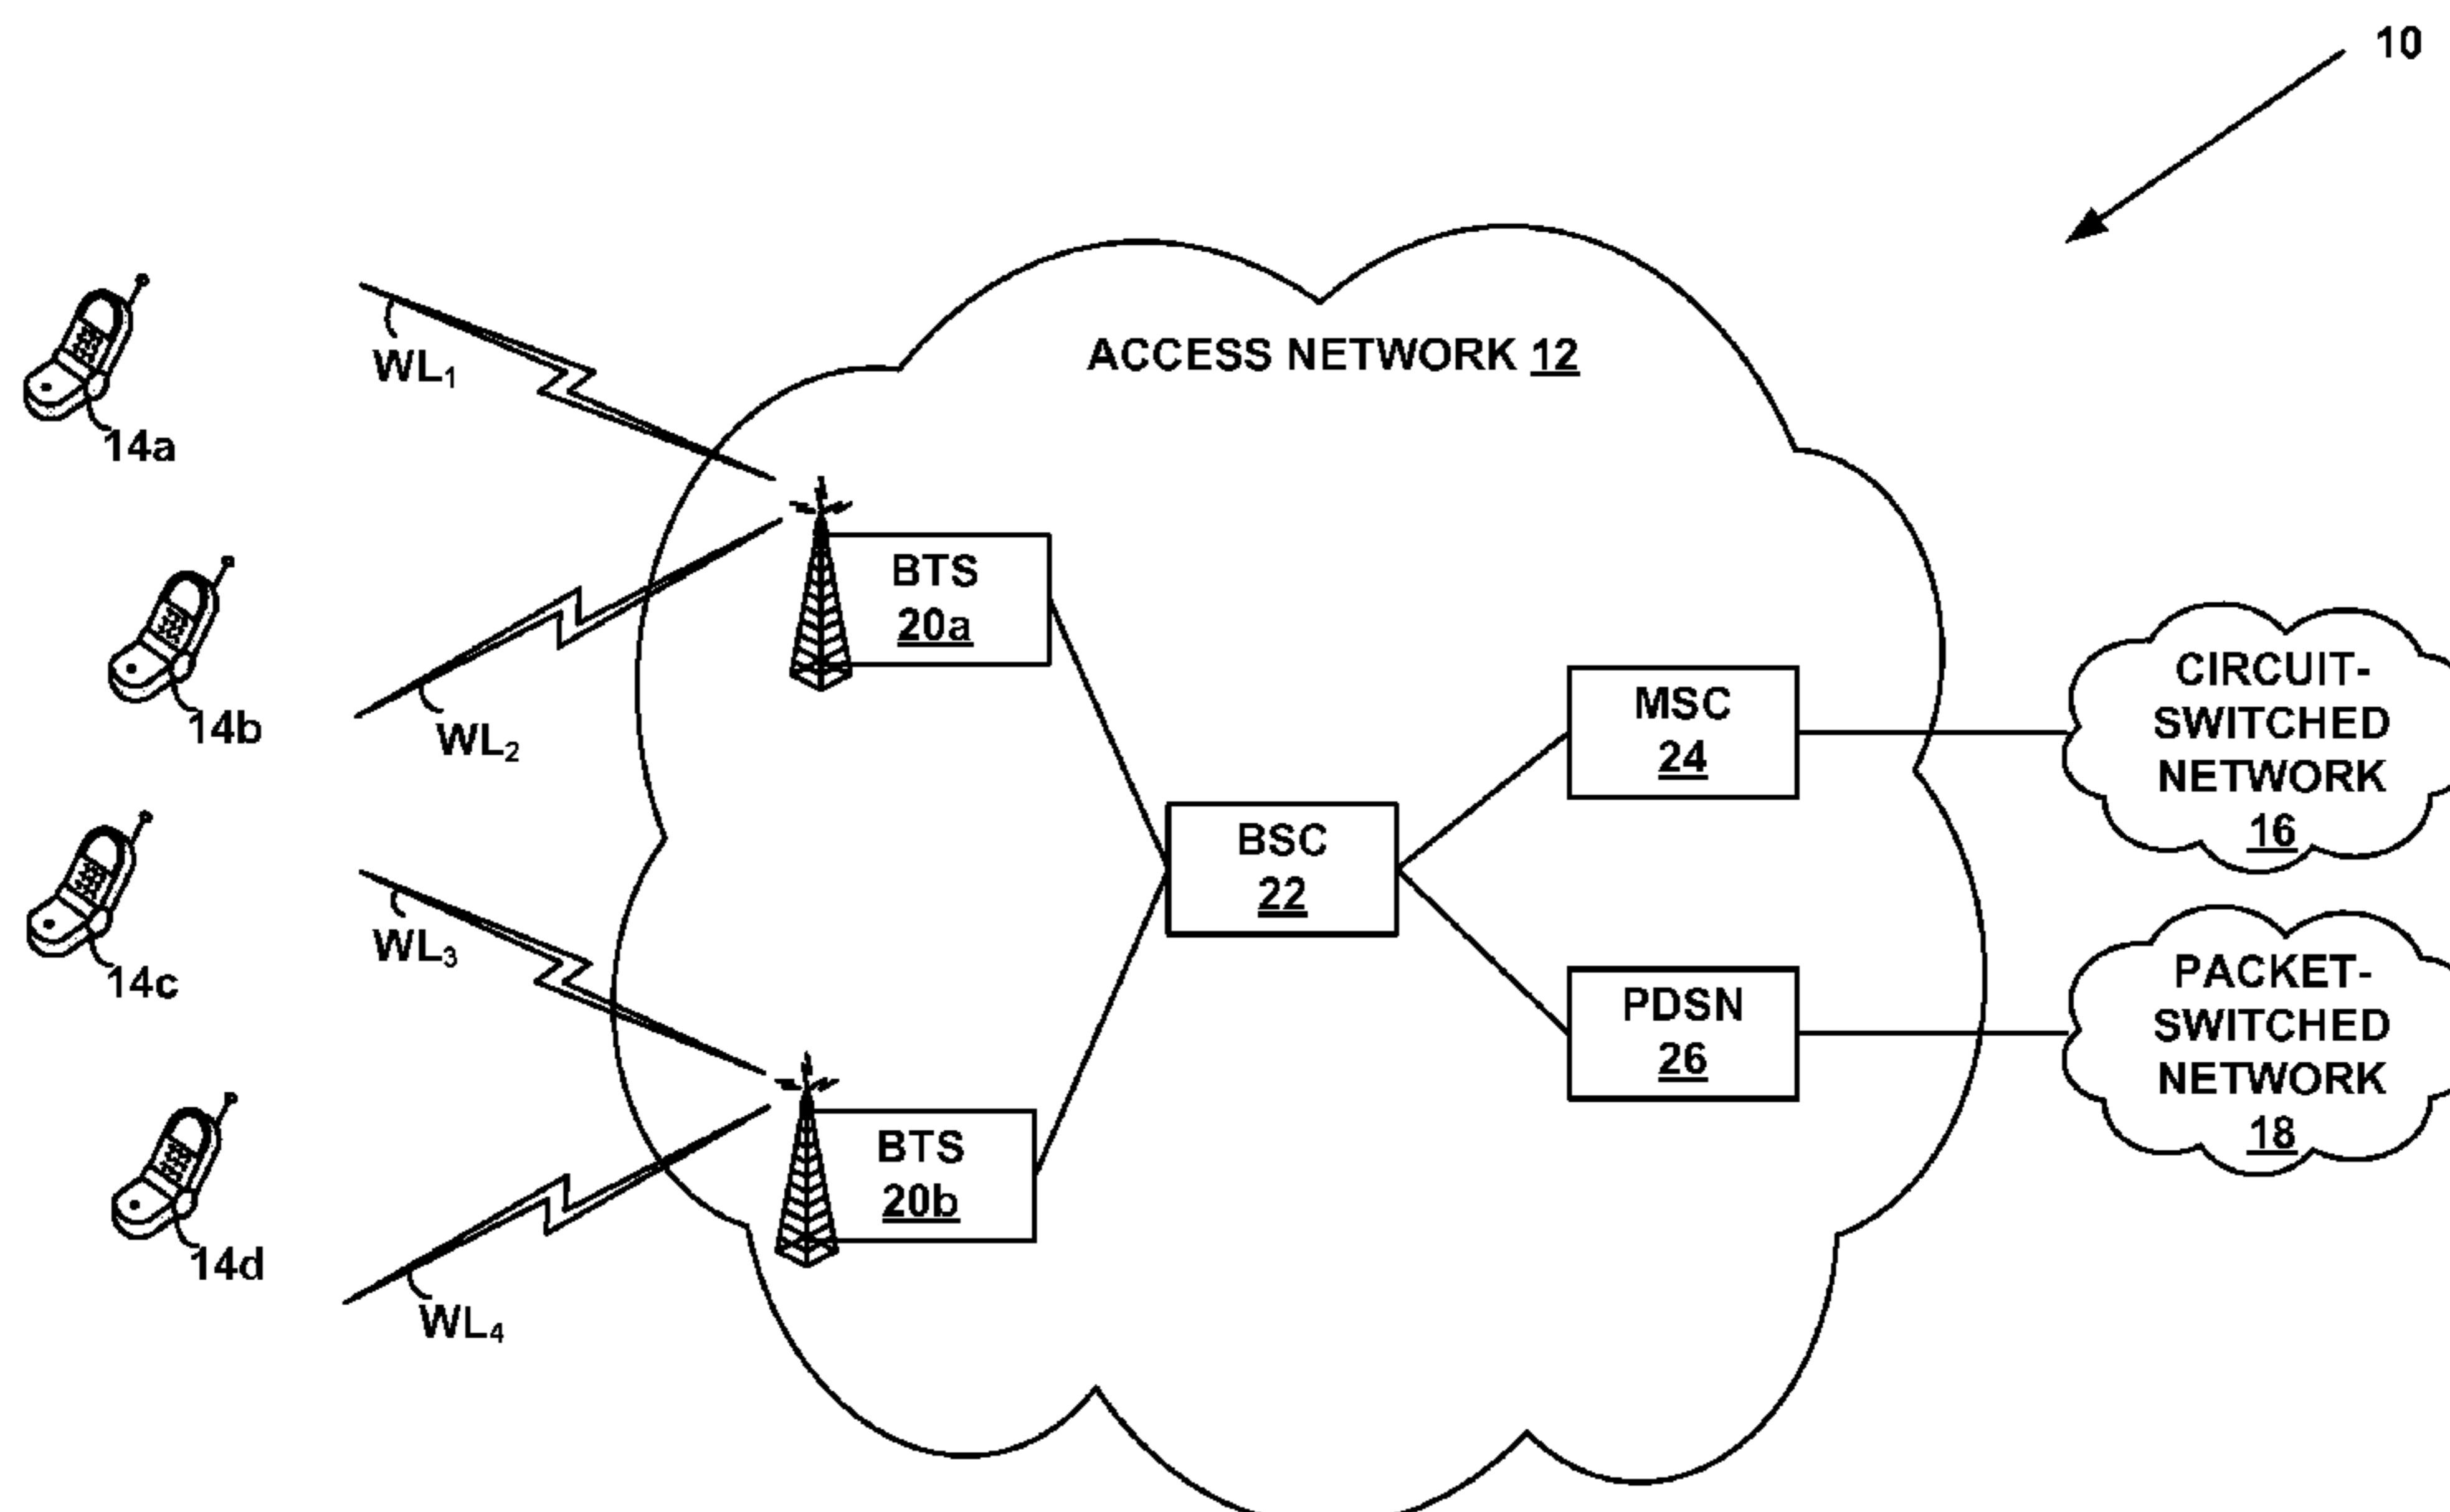 10
ACCESS NETWORK 12
WL₁
14a
BTS
20a
14b
WL₂
MSC
24
CIRCUIT-
SWITCHED
NETWORK
16
BSC
22
WL₃
14c
PDSN
26
PACKET-
SWITCHED
NETWORK
18
BTS
20b
14d
WL₄